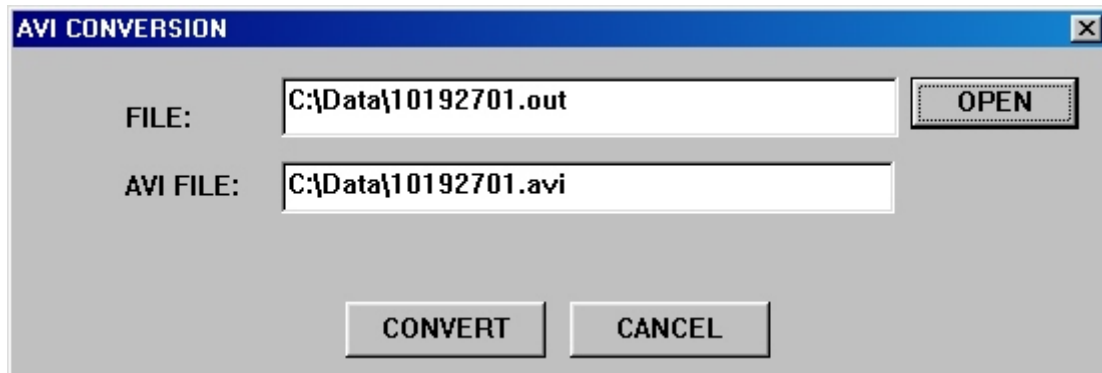 AVI CONVERSION
FILE: C:\Data\10192701.out OPEN
AVI FILE: C:\Data\10192701.avi
CONVERT CANCEL